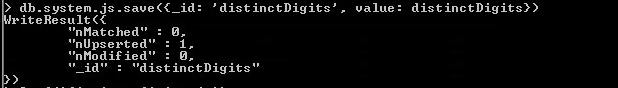 > db.system.js.save({_id: 'distinctDigits', value: distinctDigits})
WriteResult({
        "nMatched" : 0,
        "nUpserted" : 1,
        "nModified" : 0,
        "_id" : "distinctDigits"
})